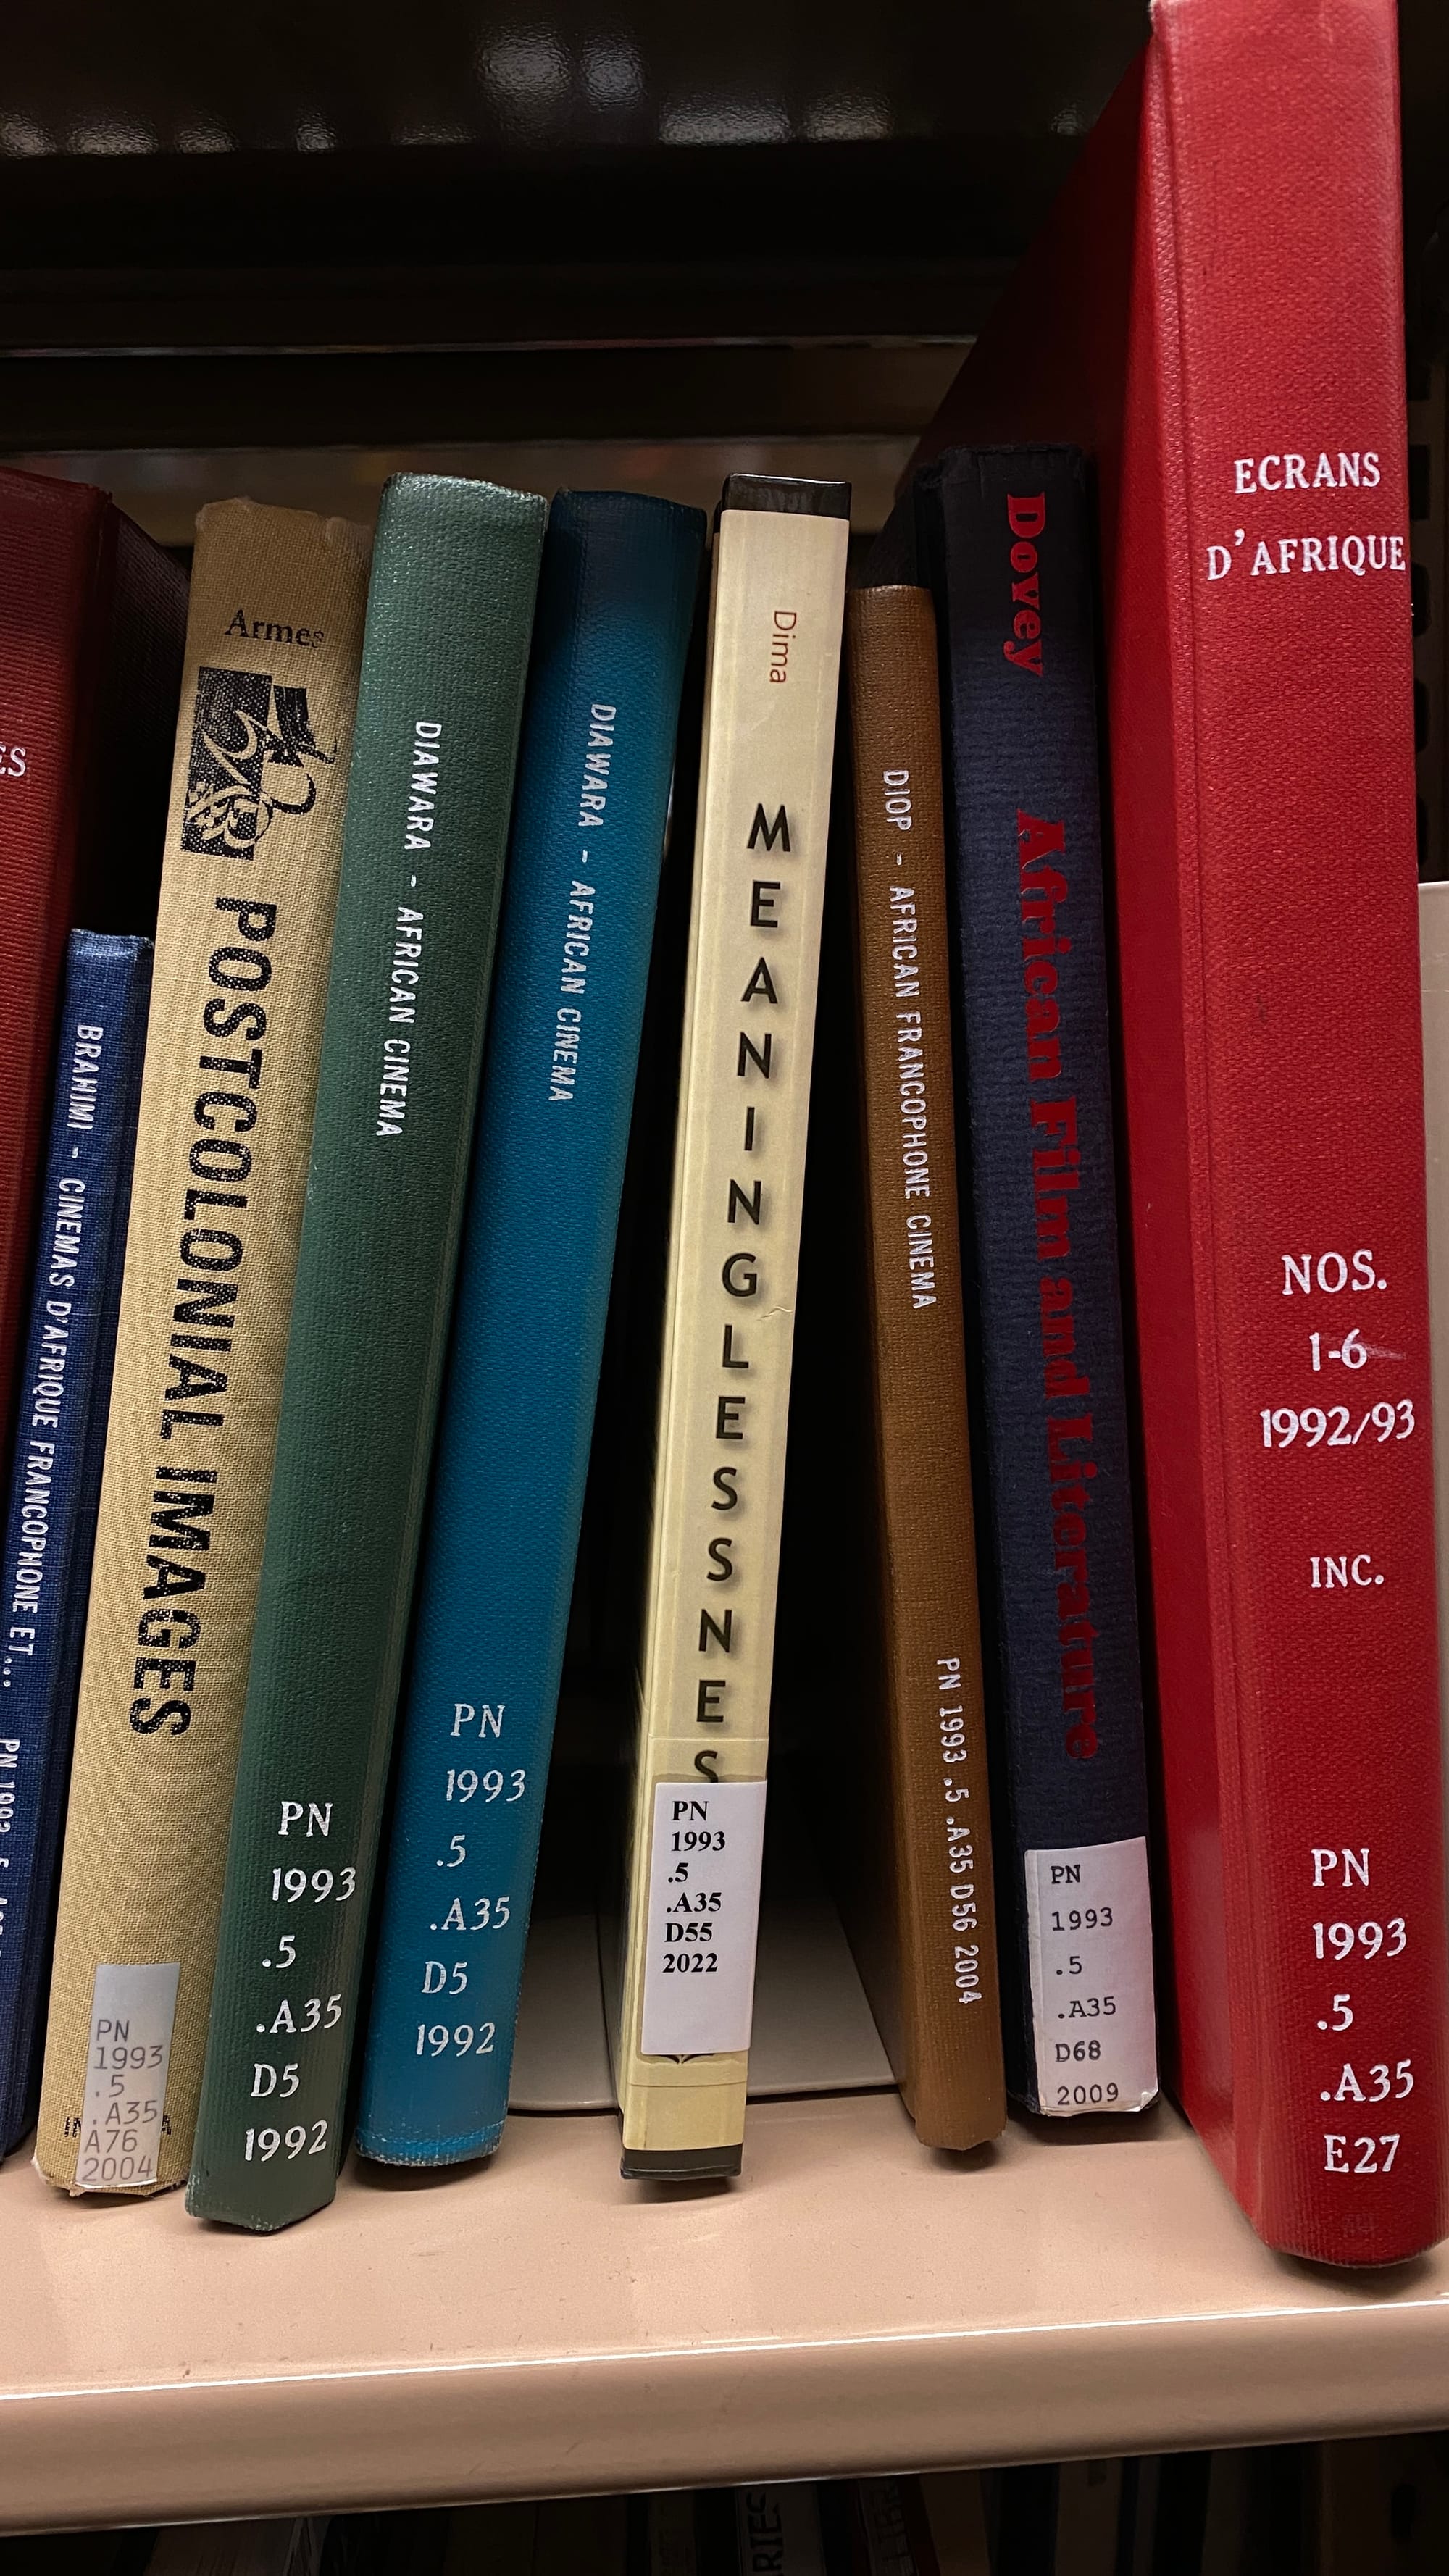 ES
BRAHIMI - CINEMAS D'AFRIQUE FRANCOPHONE ET...
Armes
POSTCOLONIAL IMAGES
PN
1993
.5
.A35
A76
2004
DIAWARA - AFRICAN CINEMA
PN
1993
.5
.A35
D5
1992
DIAWARA - AFRICAN CINEMA
PN
1993
.5
.A35
D5
1992
Dima
MEANINGLESSNES
PN
1993
.5
.A35
D55
2022
DIOP - AFRICAN FRANCOPHONE CINEMA
PN 1993 .5 .A35 D56 2004
Dovey
African Film and Literature
PN
1993
.5
.A35
D68
2009
ECRANS
D'AFRIQUE
NOS.
1-6
1992/93
INC.
PN
1993
.5
.A35
E27